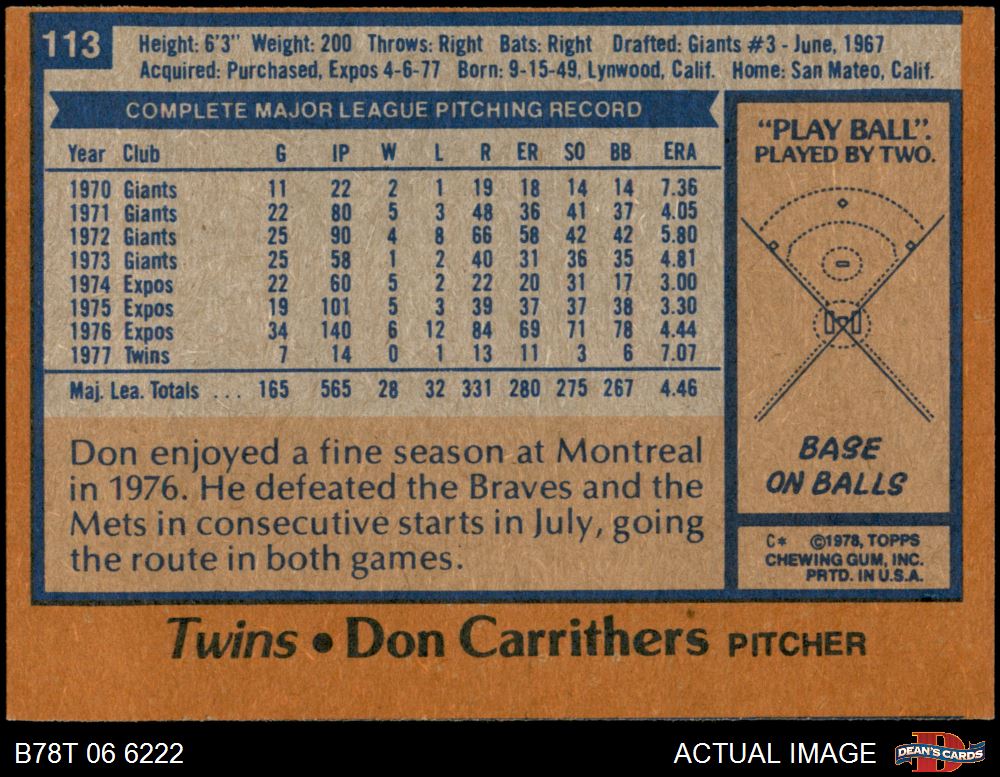 113
Height: 6'3" Weight: 200 Throws: Right Bats: Right Drafted: Giants #3 - June, 1967
Acquired: Purchased, Expos 4-6-77 Born: 9-15-49, Lynwood, Calif. Home: San Mateo, Calif.
COMPLETE MAJOR LEAGUE PITCHING RECORD
Year Club G IP W L R ER SO BB ERA
1970 Giants 11 22 2 1 19 18 14 14 7.36
1971 Giants 22 80 5 3 48 36 41 37 4.05
1972 Giants 25 90 4 8 66 58 42 42 5.80
1973 Giants 25 58 1 2 40 31 36 35 4.81
1974 Expos 22 60 5 2 22 20 31 17 3.00
1975 Expos 19 101 5 3 39 37 37 38 3.30
1976 Expos 34 140 6 12 84 69 71 78 4.44
1977 Twins 7 14 0 1 13 11 3 6 7.07
Maj. Lea. Totals ... 165 565 28 32 331 280 275 267 4.46
Don enjoyed a fine season at Montreal
in 1976. He defeated the Braves and the
Mets in consecutive starts in July, going
the route in both games.
"PLAY BALL".
PLAYED BY TWO.
BASE
ON BALLS
C* ©1978, TOPPS
CHEWING GUM, INC.
PRTD. IN U.S.A.
Twins • Don Carrithers PITCHER
B78T 06 6222
ACTUAL IMAGE
D
DEAN'S CARDS